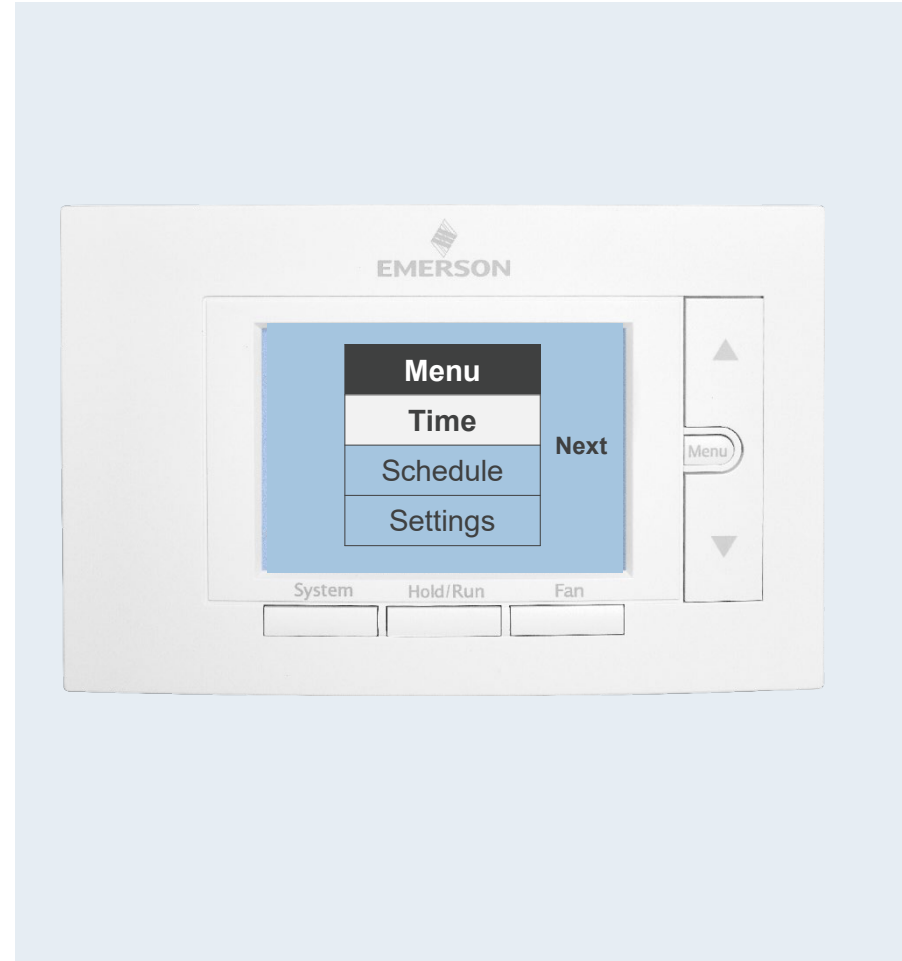 EMERSON
Menu
Time
Schedule
Settings
Next
Menu
System Hold/Run Fan